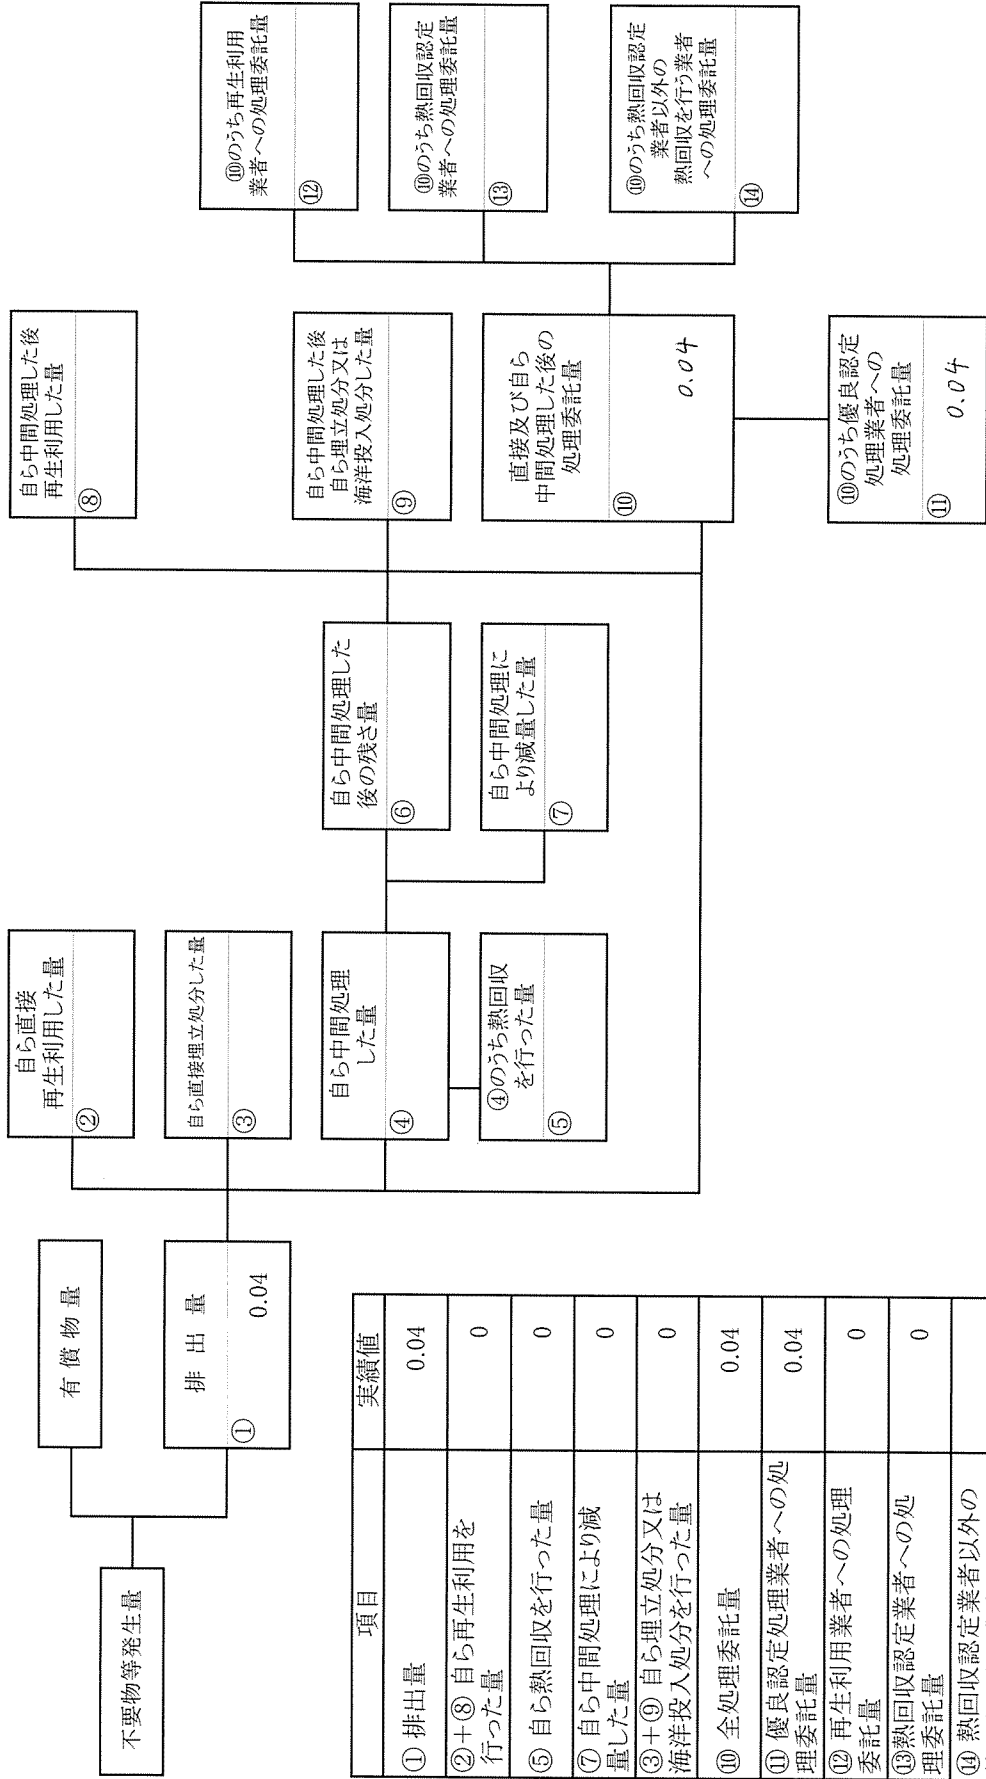 不要物等発生量
有償物量
排出量
① 0.04
自ら直接
再生利用した量
②
自ら直接埋立処分した量
③
自ら中間処理
した量
④
④のうち熱回収
を行った量
⑤
自ら中間処理した
後の残さ量
⑥
自ら中間処理に
より減量した量
⑦
自ら中間処理した後
再生利用した量
⑧
自ら中間処理した後
自ら埋立処分又は
海洋投入処分した量
⑨
直接及び自ら
中間処理した後の
処理委託量
⑩ 0.04
⑩のうち優良認定
処理業者への
処理委託量
⑪ 0.04
⑩のうち再生利用
業者への処理委託量
⑫
⑩のうち熱回収認定
業者への処理委託量
⑬
⑩のうち熱回収認定
業者以外の
熱回収を行う業者
への処理委託量
⑭
項目 実績値
① 排出量 0.04
②+⑧ 自ら再生利用を
行った量 0
⑤ 自ら熱回収を行った量 0
⑦ 自ら中間処理により減
量した量 0
③+⑨ 自ら埋立処分又は
海洋投入処分を行った量 0
⑩ 全処理委託量 0.04
⑪ 優良認定処理業者への処
理委託量 0.04
⑫ 再生利用業者への処理
委託量 0
⑬熱回収認定業者への処
理委託量 0
⑭ 熱回収認定業者以外の